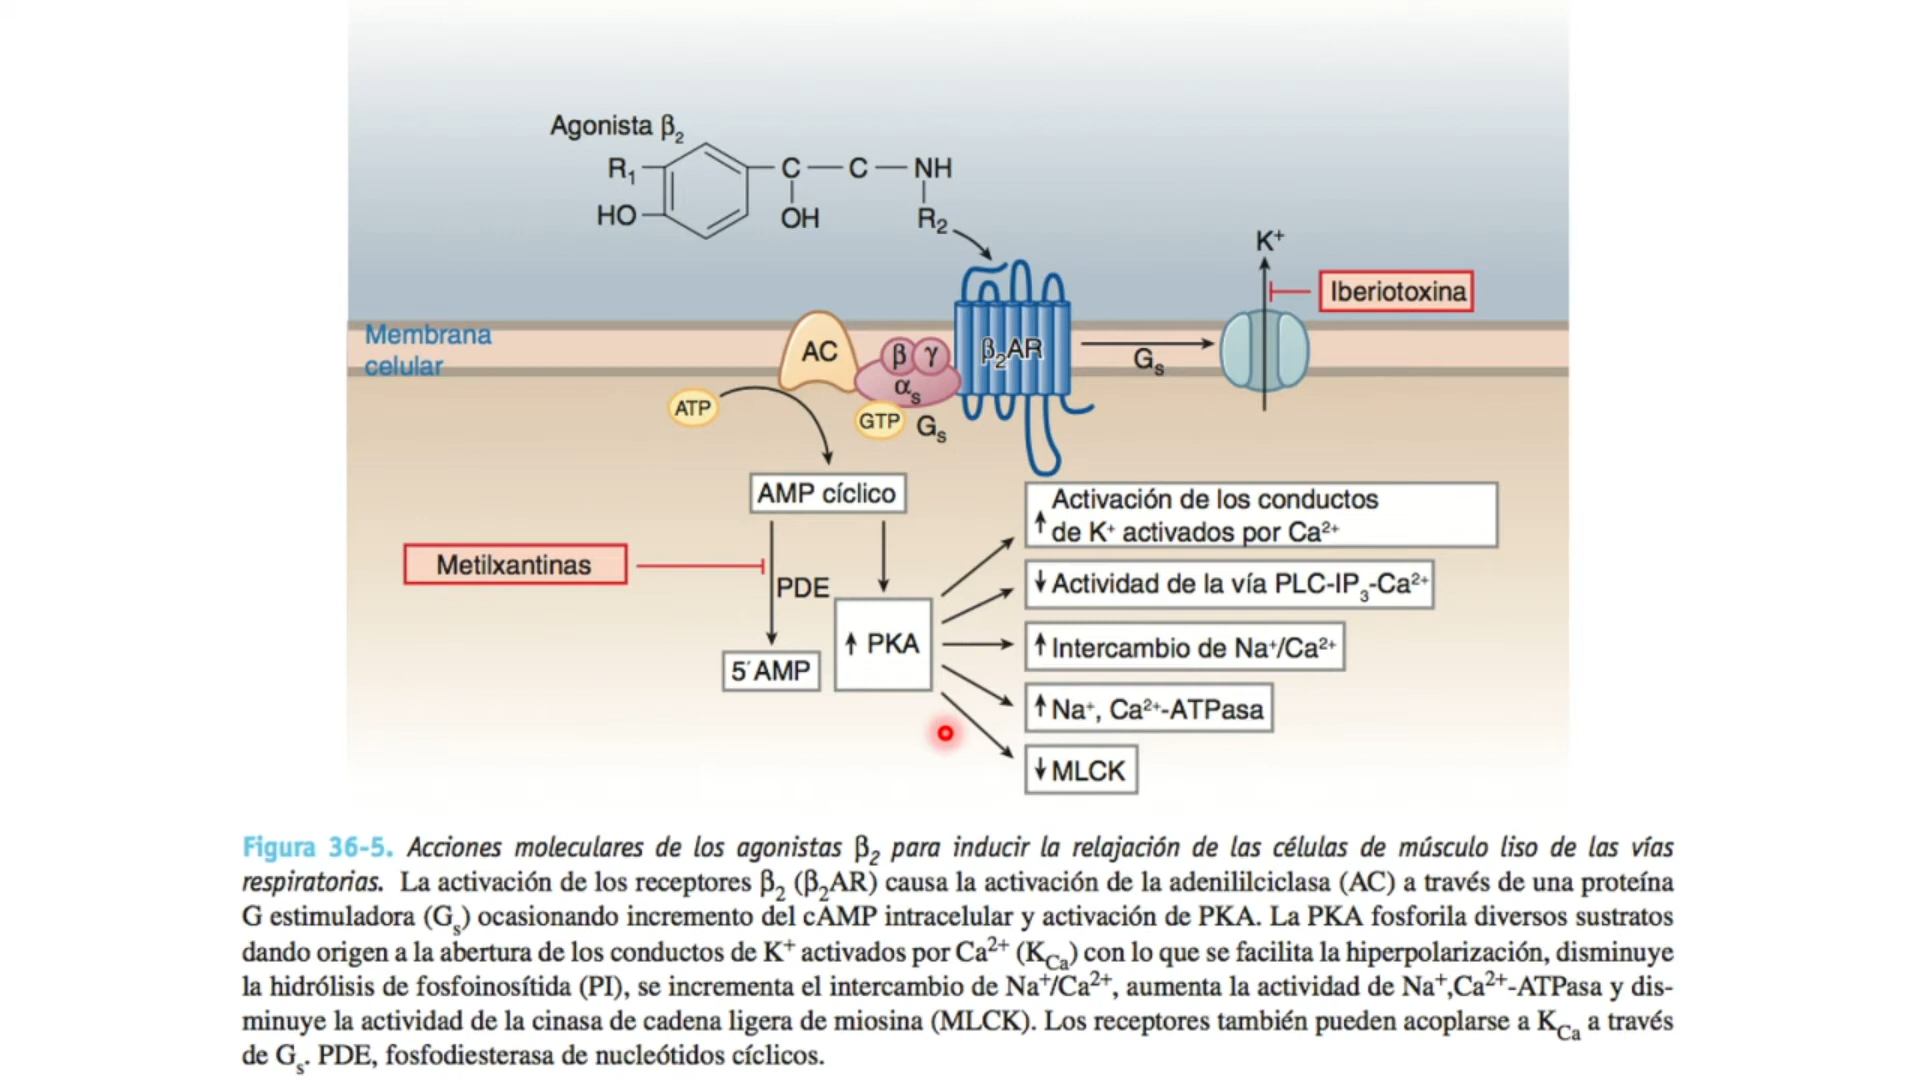 Agonista β₂
R₁
C
C
NH
HO
OH
R₂
K⁺
Iberiotoxina
Membrana
celular
AC
β
γ
β₂AR
αₛ
Gₛ
ATP
GTP
Gₛ
AMP cíclico
Activación de los conductos
↑ de K⁺ activados por Ca²⁺
Metilxantinas
PDE
↓ Actividad de la vía PLC-IP₃-Ca²⁺
↑ PKA
↑ Intercambio de Na⁺/Ca²⁺
5´AMP
↑ Na⁺, Ca²⁺-ATPasa
↓ MLCK
Figura 36-5. Acciones moleculares de los agonistas β₂ para inducir la relajación de las células de músculo liso de las vías
respiratorias. La activación de los receptores β₂ (β₂AR) causa la activación de la adenililciclasa (AC) a través de una proteína
G estimuladora (Gₛ) ocasionando incremento del cAMP intracelular y activación de PKA. La PKA fosforila diversos sustratos
dando origen a la abertura de los conductos de K⁺ activados por Ca²⁺ (K_Ca) con lo que se facilita la hiperpolarización, disminuye
la hidrólisis de fosfoinosítida (PI), se incrementa el intercambio de Na⁺/Ca²⁺, aumenta la actividad de Na⁺,Ca²⁺-ATPasa y dis-
minuye la actividad de la cinasa de cadena ligera de miosina (MLCK). Los receptores también pueden acoplarse a K_Ca a través
de Gₛ. PDE, fosfodiesterasa de nucleótidos cíclicos.